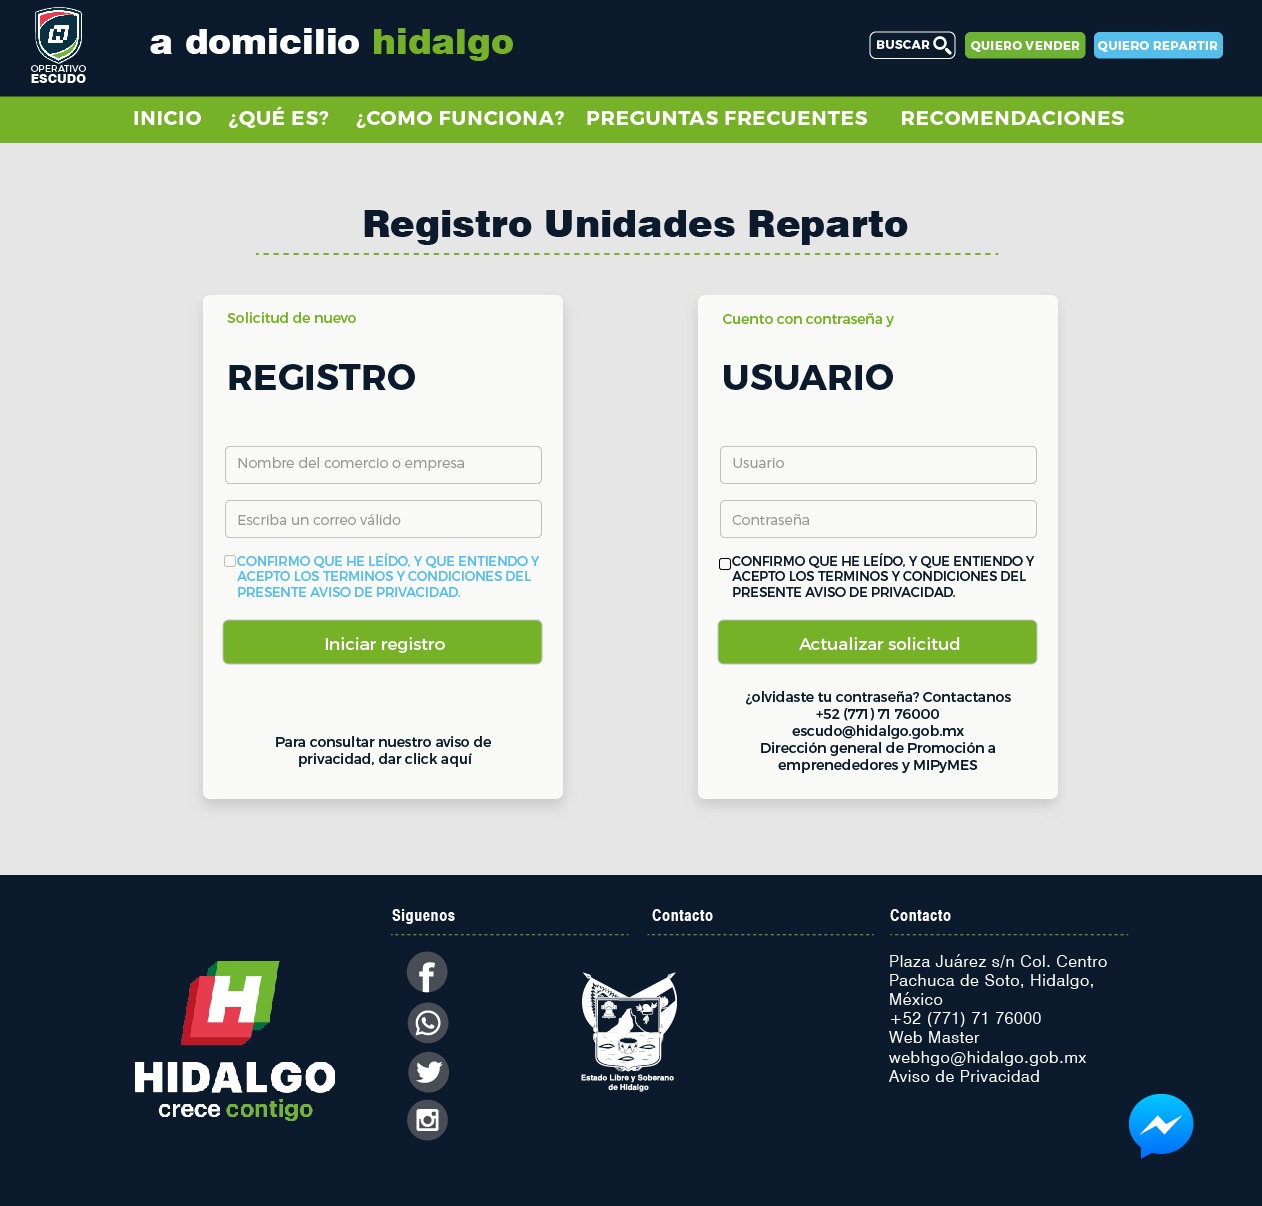 OPERATIVO
ESCUDO
a domicilio hidalgo
BUSCAR
QUIERO VENDER
QUIERO REPARTIR
INICIO ¿QUÉ ES? ¿COMO FUNCIONA? PREGUNTAS FRECUENTES RECOMENDACIONES
Registro Unidades Reparto
Solicitud de nuevo
REGISTRO
Nombre del comercio o empresa
Escriba un correo válido
CONFIRMO QUE HE LEÍDO, Y QUE ENTIENDO Y
ACEPTO LOS TERMINOS Y CONDICIONES DEL
PRESENTE AVISO DE PRIVACIDAD.
Iniciar registro
Para consultar nuestro aviso de
privacidad, dar click aquí
Cuento con contraseña y
USUARIO
Usuario
Contraseña
CONFIRMO QUE HE LEÍDO, Y QUE ENTIENDO Y
ACEPTO LOS TERMINOS Y CONDICIONES DEL
PRESENTE AVISO DE PRIVACIDAD.
Actualizar solicitud
¿olvidaste tu contraseña? Contactanos
+52 (771) 71 76000
escudo@hidalgo.gob.mx
Dirección general de Promoción a
emprenededores y MIPyMES
H
HIDALGO
crece contigo
Siguenos
Contacto
Estado Libre y Soberano
de Hidalgo
Contacto
Plaza Juárez s/n Col. Centro
Pachuca de Soto, Hidalgo,
México
+52 (771) 71 76000
Web Master
webhgo@hidalgo.gob.mx
Aviso de Privacidad